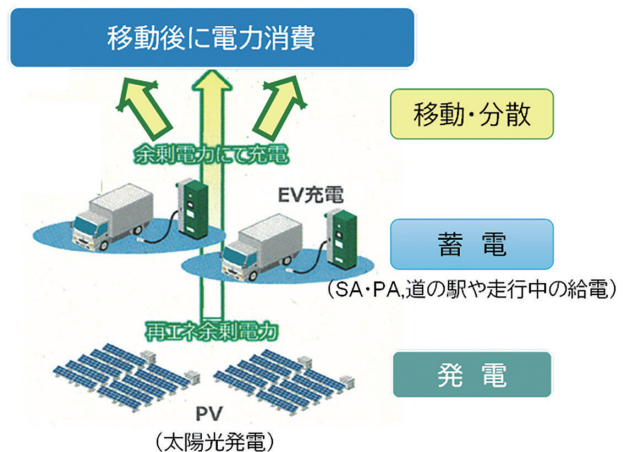 移動後に電力消費
移動・分散
余剰電力にて充電
EV充電
蓄 電
(SA・PA,道の駅や走行中の給電)
再エネ余剰電力
発 電
PV
(太陽光発電)